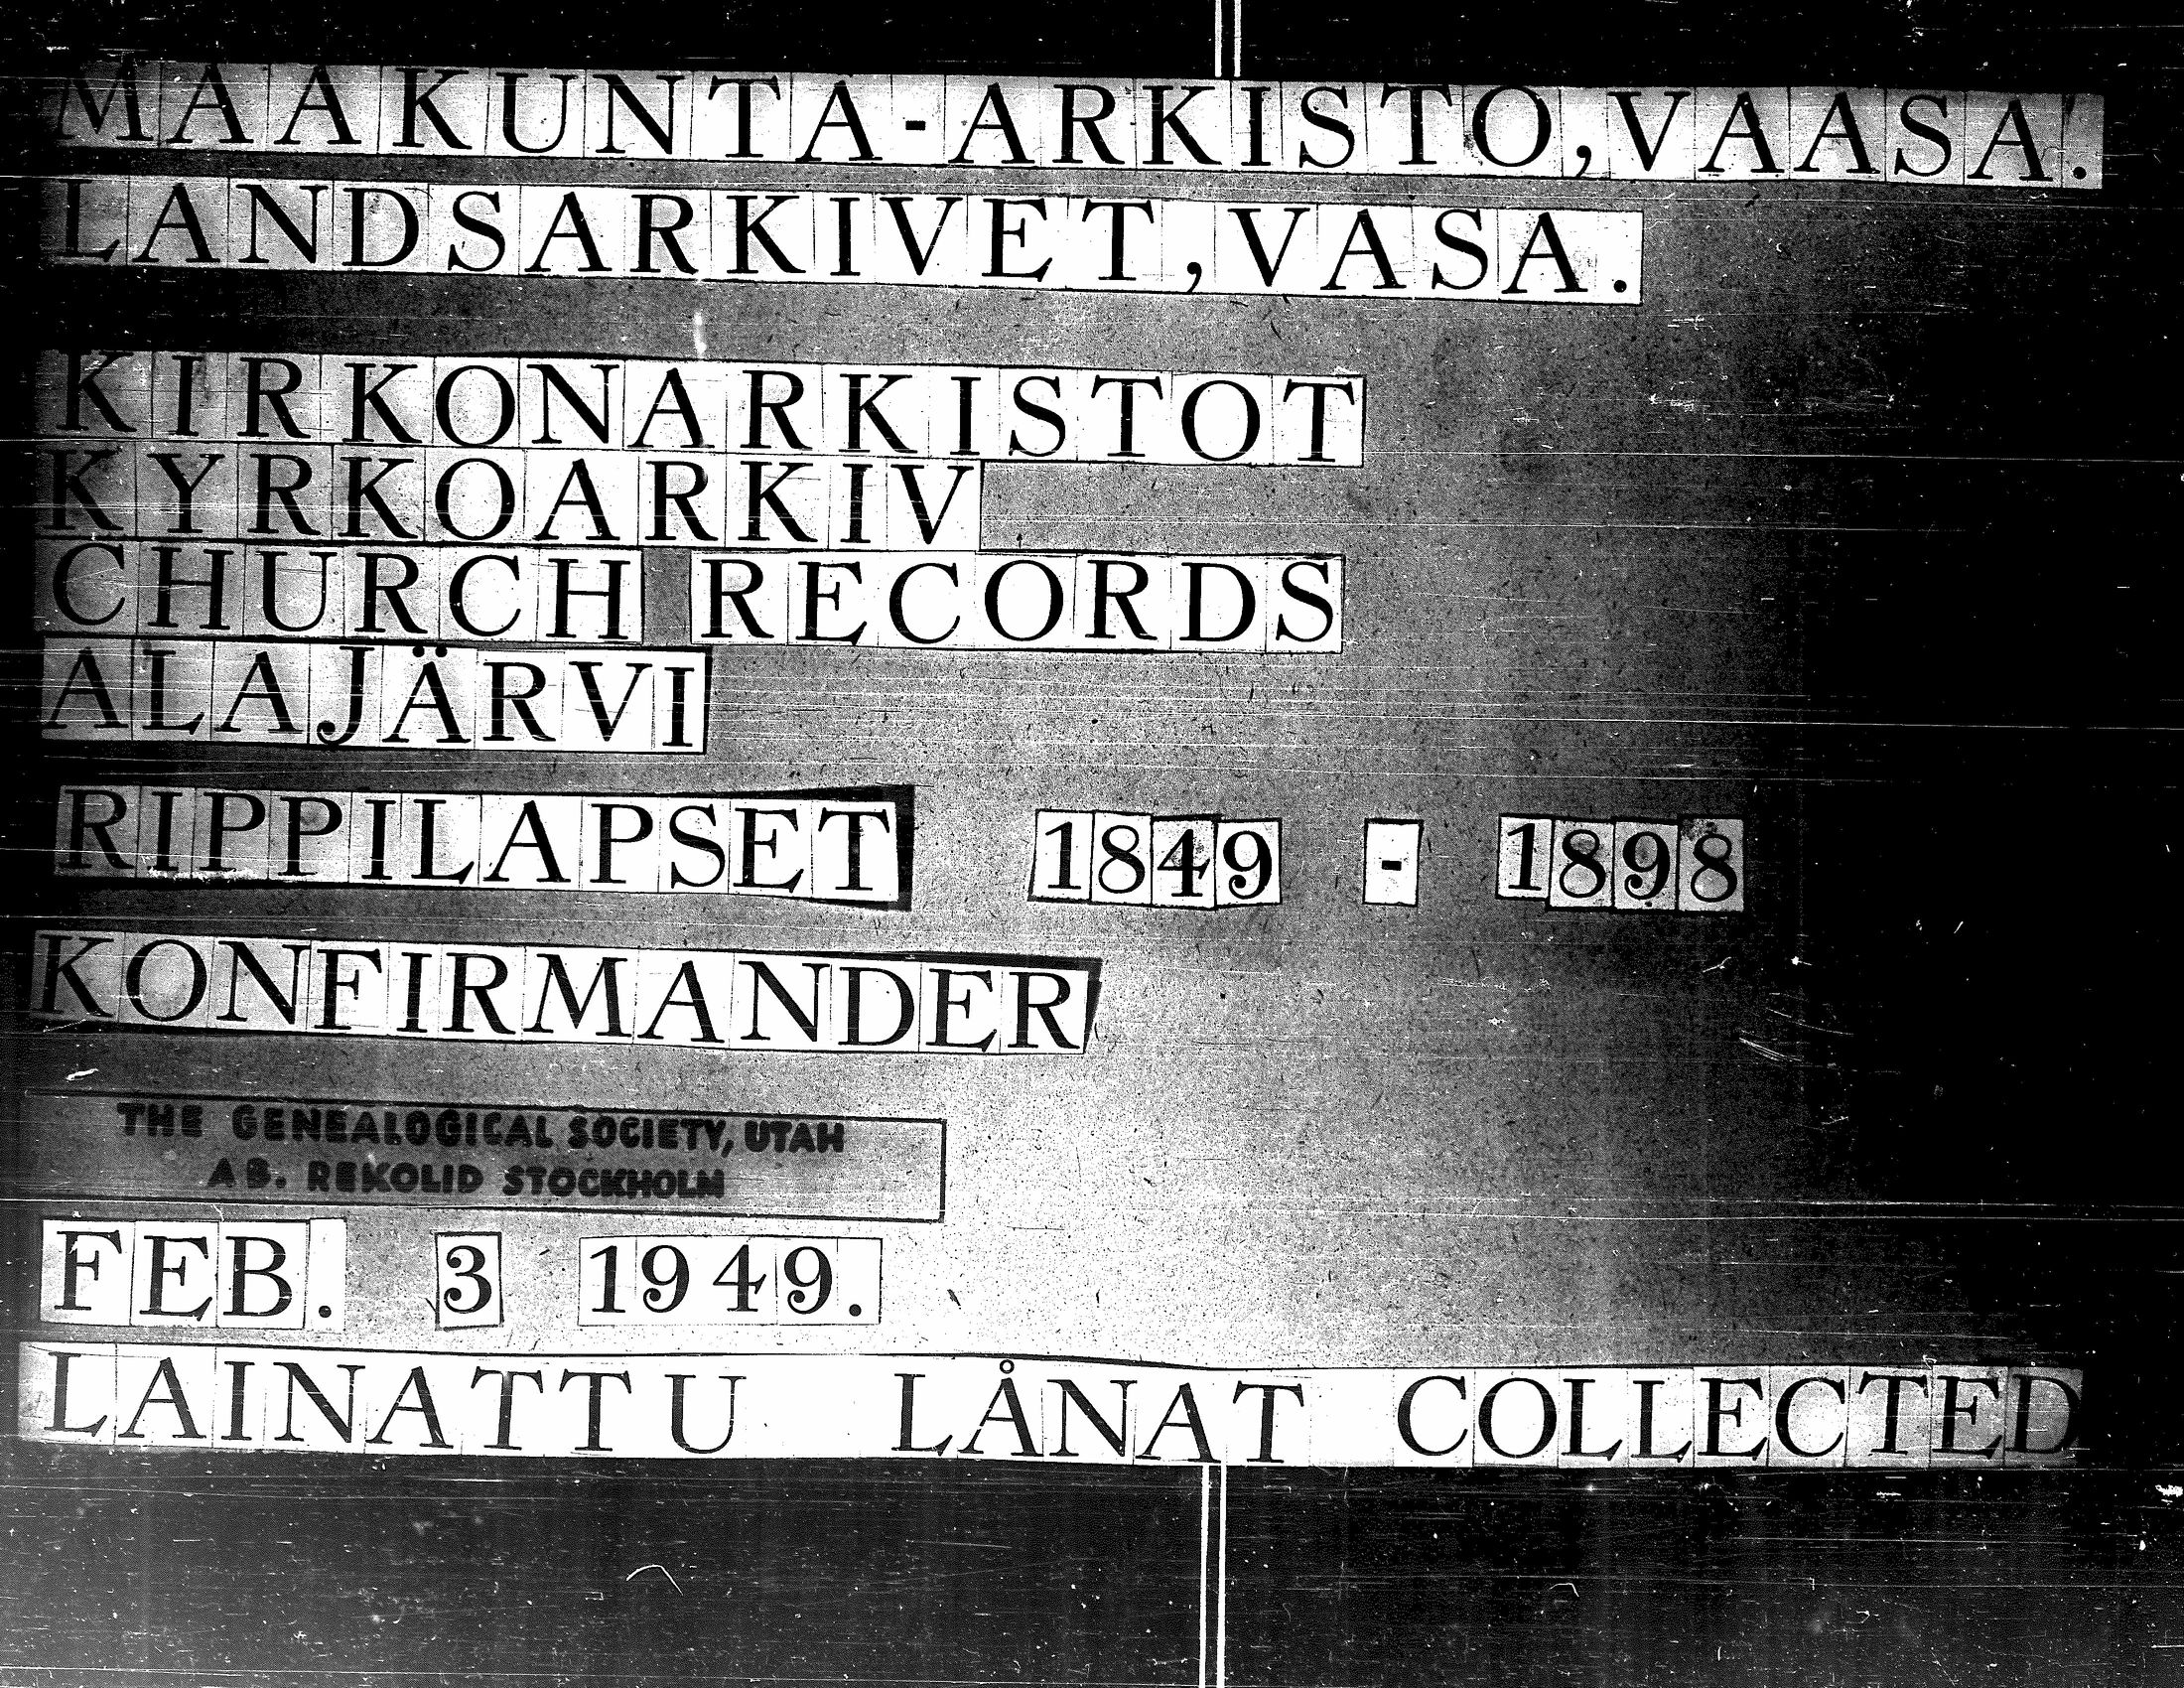 MAAKUNTA-ARKISTO,VAASA.
LANDSARKIVET,VASA.
KIRKONARKISTOT
KYRKOARKIV
CHURCH RECORDS
ALAJÄRVI
RIPPILAPSET 1849 - 1898
KONFIRMANDER
THE GENEALOGICAL SOCIETY, UTAH
AB. REKOLID STOCKHOLM
FEB. 3 1949.
LAINATTU LÅNAT COLLECTED